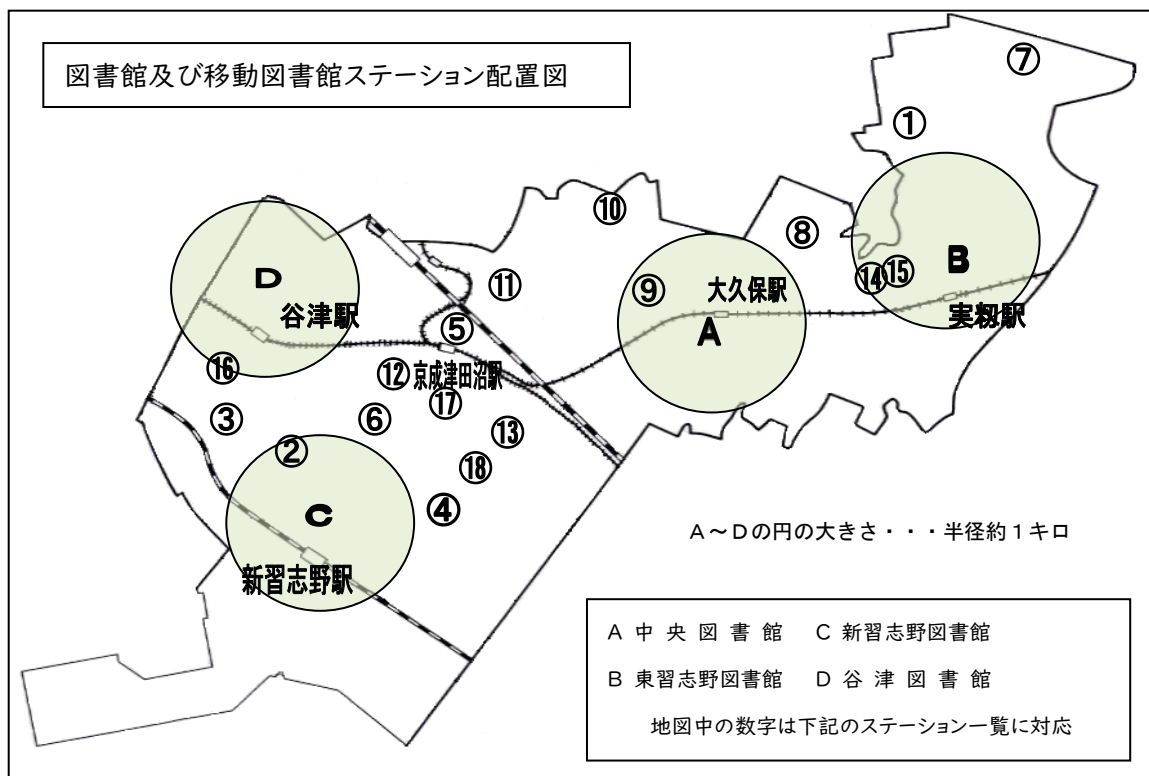 図書館及び移動図書館ステーション配置図
⑦
①
⑩
⑧
D
谷津駅
⑪
⑨
大久保駅
A
⑭
⑮
B
実籾駅
⑤
⑯
⑫
京成津田沼駅
⑰
③
⑥
⑬
②
⑱
④
C
新習志野駅
A～Dの円の大きさ・・・半径約1キロ
A 中 央 図 書 館 C 新習志野図書館
B 東習志野図書館 D 谷 津 図 書 館
地図中の数字は下記のステーション一覧に対応